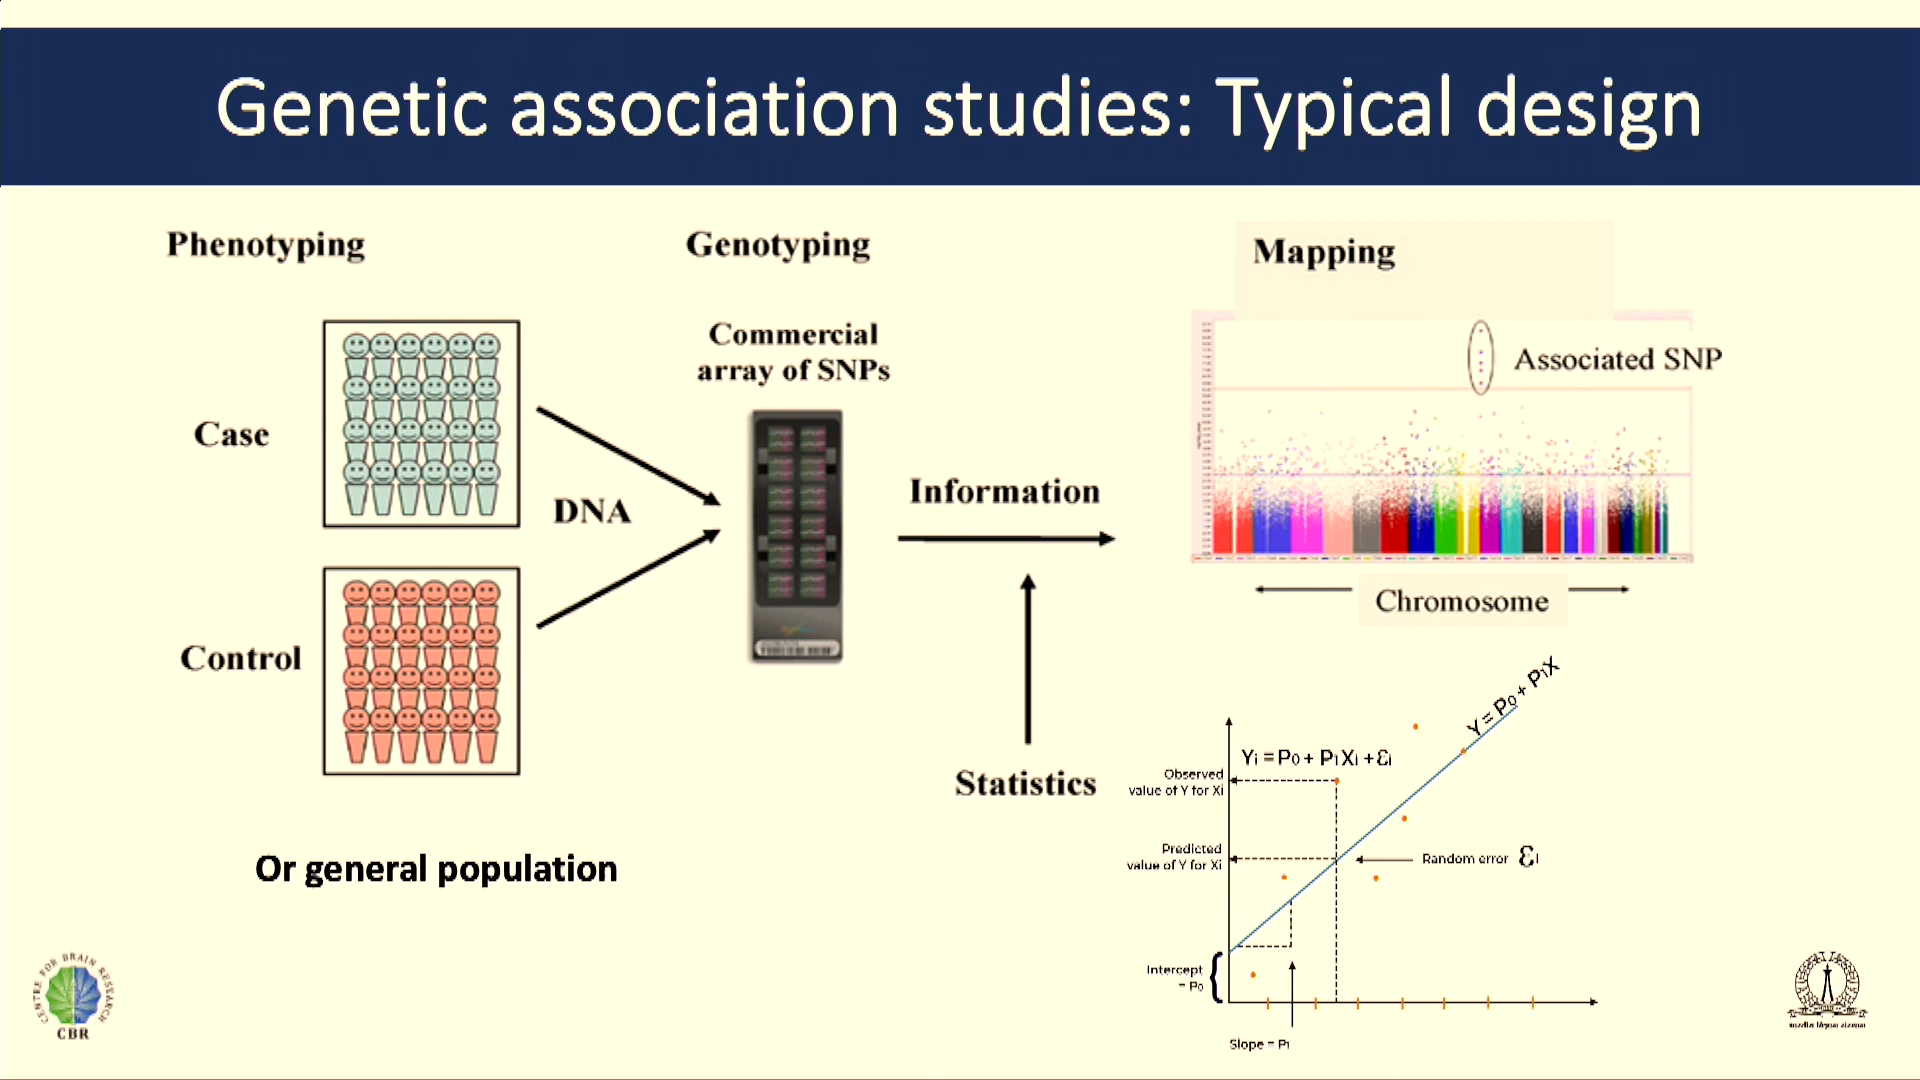 Genetic association studies: Typical design
Phenotyping
Genotyping
Mapping
Commercial
array of SNPs
Associated SNP
Case
DNA
Information
Control
Chromosome
Statistics
Y = P0 + P1X
Yi = P0 + P1Xi + Ei
Observed
value of Y for Xi
Predicted
value of Y for Xi
Random error Ɛi
Or general population
Intercept
= P0
Slope = P1
CENTRE FOR BRAIN RESEARCH
CBR